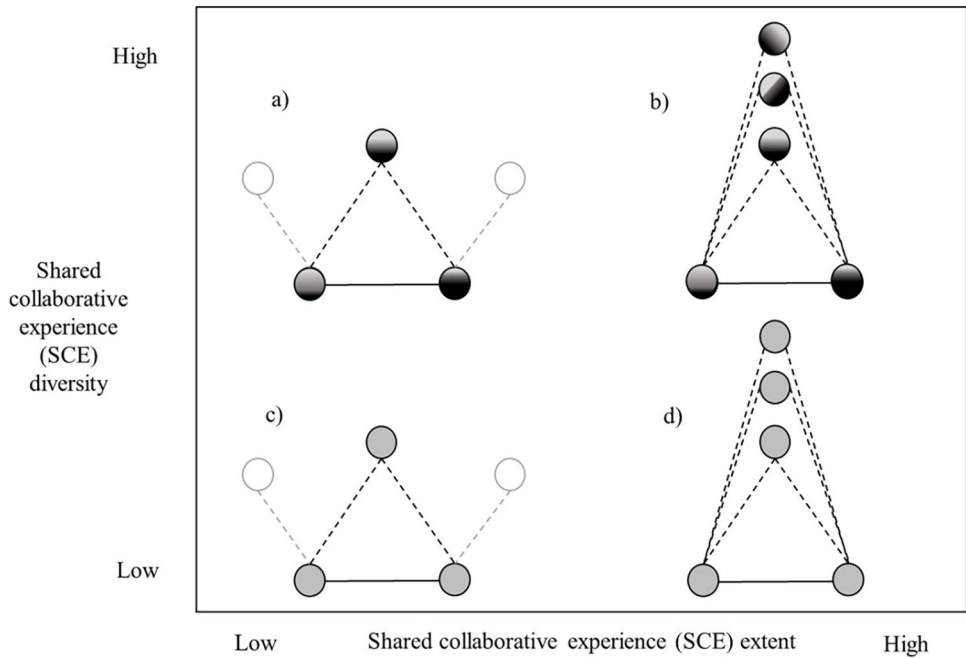 High
a)
b)
Shared
collaborative
experience
(SCE)
diversity
c)
d)
Low
Low
Shared collaborative experience (SCE) extent
High